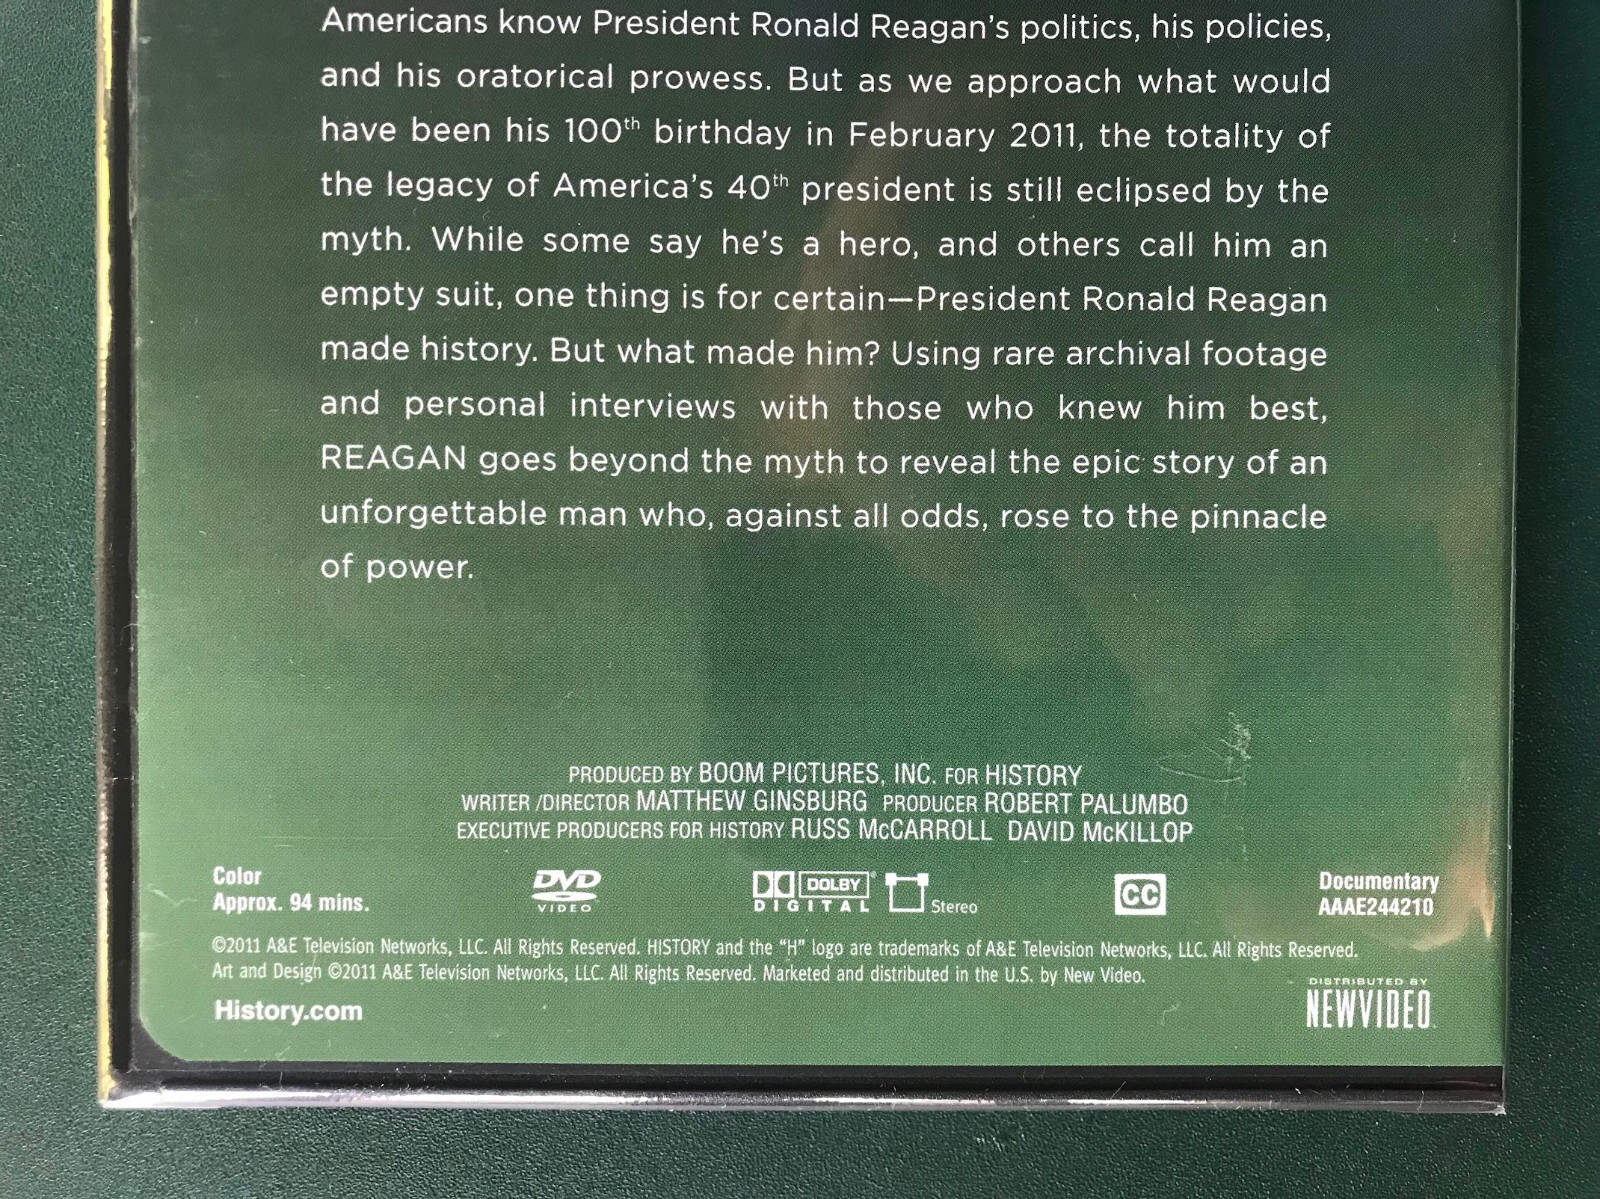 Americans know President Ronald Reagan's politics, his policies,
and his oratorical prowess. But as we approach what would
have been his 100th birthday in February 2011, the totality of
the legacy of America's 40th president is still eclipsed by the
myth. While some say he's a hero, and others call him an
empty suit, one thing is for certain—President Ronald Reagan
made history. But what made him? Using rare archival footage
and personal interviews with those who knew him best,
REAGAN goes beyond the myth to reveal the epic story of an
unforgettable man who, against all odds, rose to the pinnacle
of power.
PRODUCED BY BOOM PICTURES, INC. FOR HISTORY
WRITER /DIRECTOR MATTHEW GINSBURG PRODUCER ROBERT PALUMBO
EXECUTIVE PRODUCERS FOR HISTORY RUSS McCARROLL DAVID McKILLOP
Color
Approx. 94 mins.
DVD
VIDEO
DOLBY®
DIGITAL
Stereo
CC
Documentary
AAAE244210
©2011 A&E Television Networks, LLC. All Rights Reserved. HISTORY and the “H” logo are trademarks of A&E Television Networks, LLC. All Rights Reserved.
Art and Design ©2011 A&E Television Networks, LLC. All Rights Reserved. Marketed and distributed in the U.S. by New Video.
History.com
DISTRIBUTED BY
NEWVIDEO